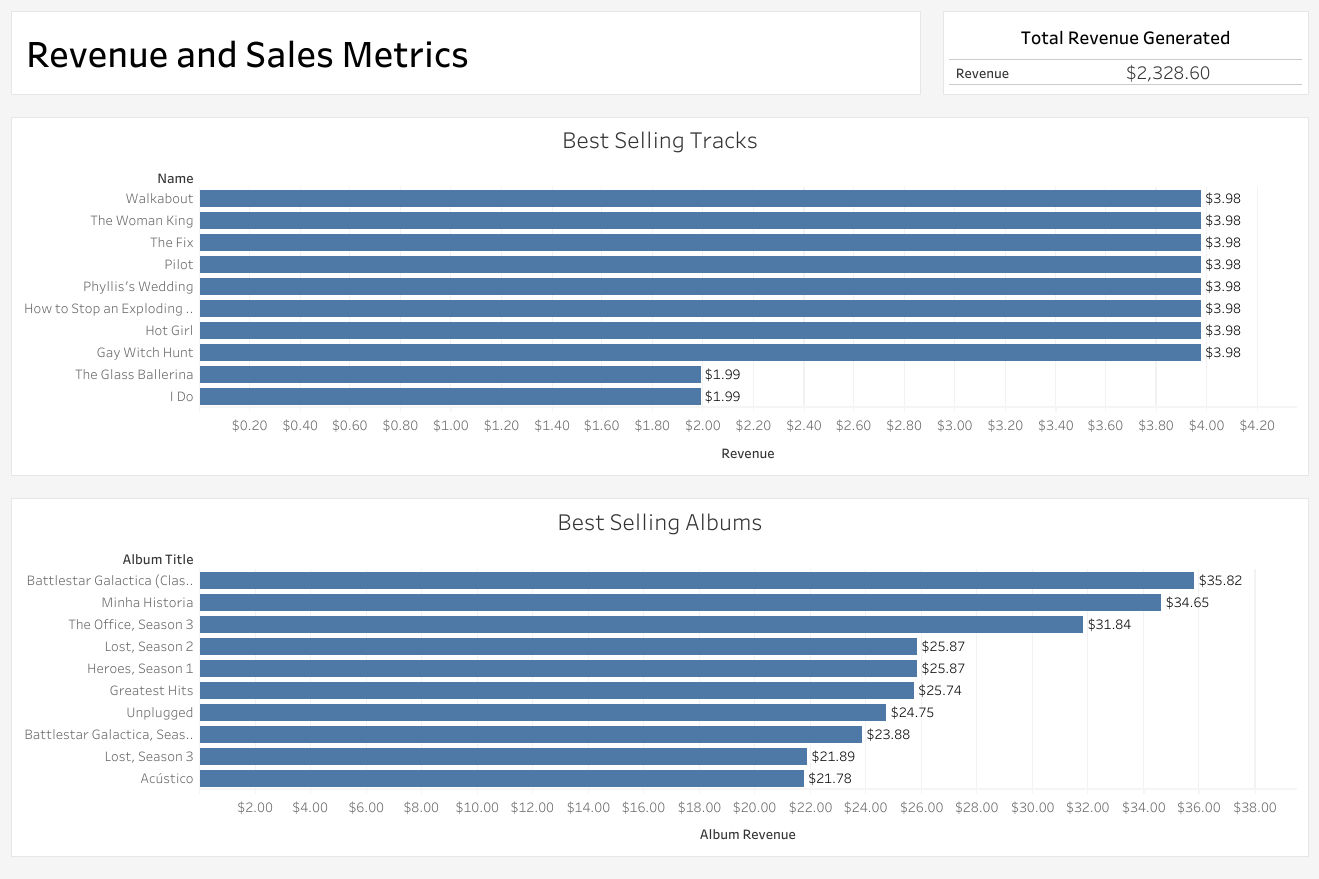 Revenue and Sales Metrics
Total Revenue Generated
Revenue $2,328.60
Best Selling Tracks
Name
Walkabout $3.98
The Woman King $3.98
The Fix $3.98
Pilot $3.98
Phyllis's Wedding $3.98
How to Stop an Exploding .. $3.98
Hot Girl $3.98
Gay Witch Hunt $3.98
The Glass Ballerina $1.99
I Do $1.99
$0.20 $0.40 $0.60 $0.80 $1.00 $1.20 $1.40 $1.60 $1.80 $2.00 $2.20 $2.40 $2.60 $2.80 $3.00 $3.20 $3.40 $3.60 $3.80 $4.00 $4.20
Revenue
Best Selling Albums
Album Title
Battlestar Galactica (Clas.. $35.82
Minha Historia $34.65
The Office, Season 3 $31.84
Lost, Season 2 $25.87
Heroes, Season 1 $25.87
Greatest Hits $25.74
Unplugged $24.75
Battlestar Galactica, Seas.. $23.88
Lost, Season 3 $21.89
Acústico $21.78
$2.00 $4.00 $6.00 $8.00 $10.00 $12.00 $14.00 $16.00 $18.00 $20.00 $22.00 $24.00 $26.00 $28.00 $30.00 $32.00 $34.00 $36.00 $38.00
Album Revenue